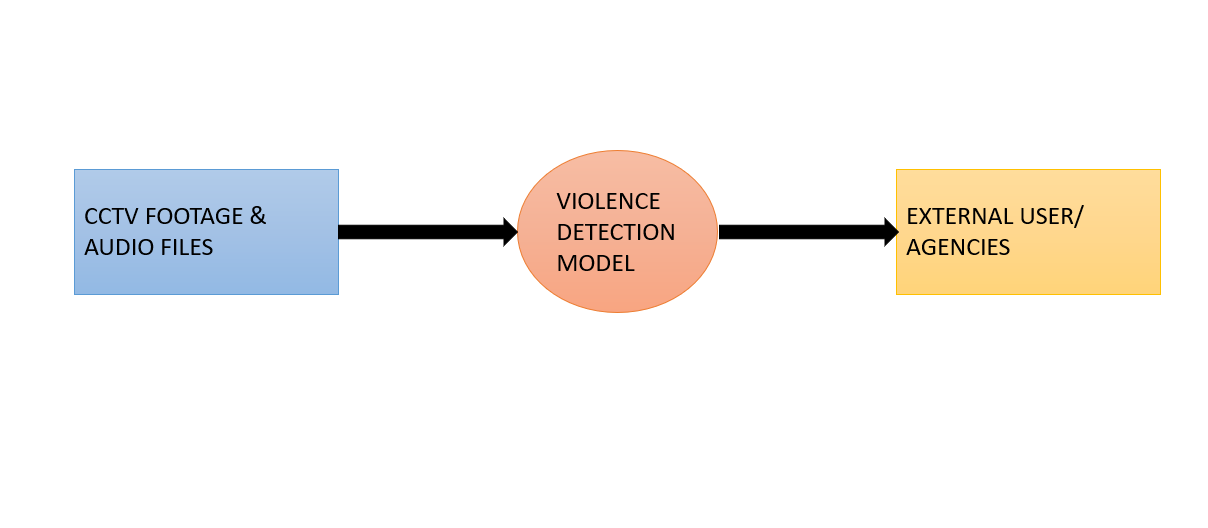 CCTV FOOTAGE &
AUDIO FILES
VIOLENCE
DETECTION
MODEL
EXTERNAL USER/
AGENCIES